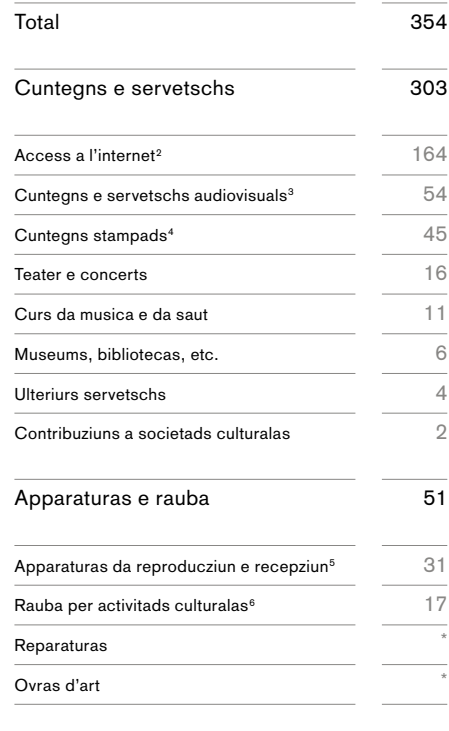 Total 354
Cuntegns e servetschs 303
Access a l'internet² 164
Cuntegns e servetschs audiovisuals³ 54
Cuntegns stampads⁴ 45
Teater e concerts 16
Curs da musica e da saut 11
Museums, bibliotecas, etc. 6
Ulteriurs servetschs 4
Contribuziuns a societads culturalas 2
Apparaturas e rauba 51
Apparaturas da reproducziun e recepziun⁵ 31
Rauba per activitads culturalas⁶ 17
Reparaturas *
Ovras d'art *